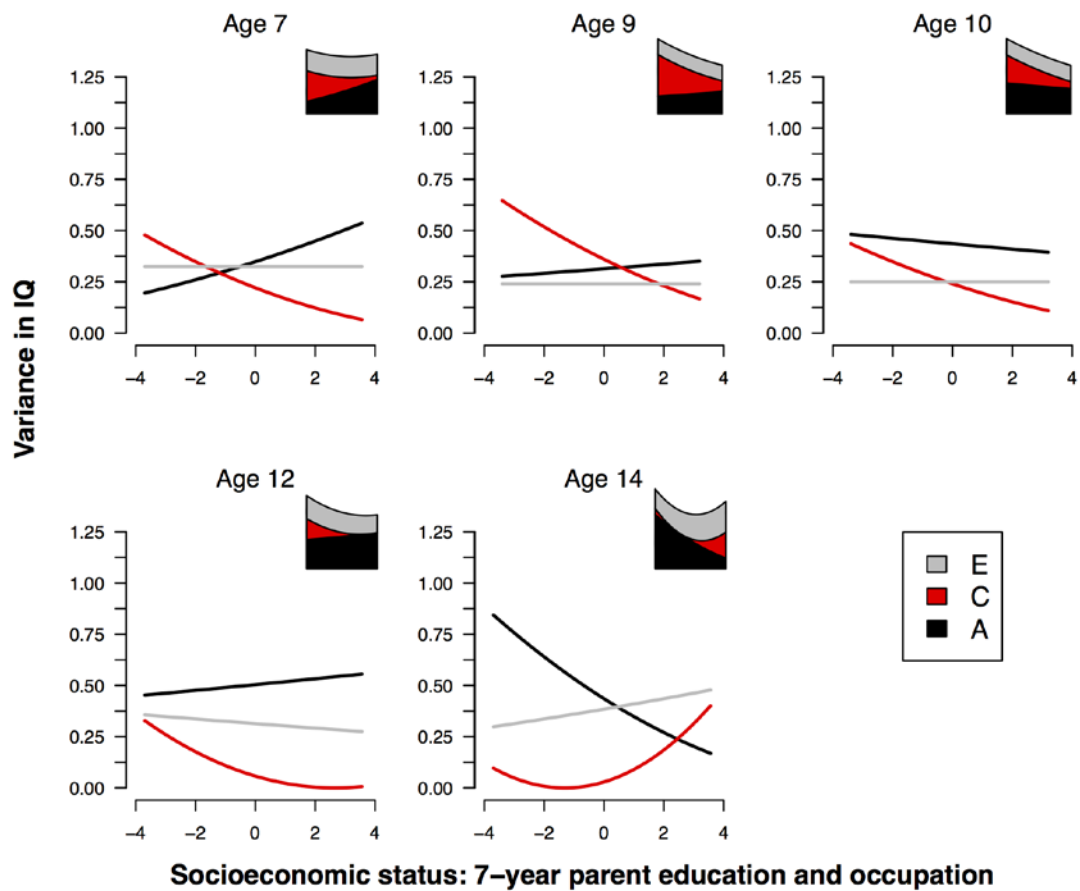 Age 7
Age 9
Age 10
1.25
1.00
0.75
0.50
0.25
0.00
−4 −2 0 2 4
1.25
1.00
0.75
0.50
0.25
0.00
−4 −2 0 2 4
1.25
1.00
0.75
0.50
0.25
0.00
−4 −2 0 2 4
Variance in IQ
Age 12
Age 14
1.25
1.00
0.75
0.50
0.25
0.00
−4 −2 0 2 4
1.25
1.00
0.75
0.50
0.25
0.00
−4 −2 0 2 4
E
C
A
Socioeconomic status: 7−year parent education and occupation